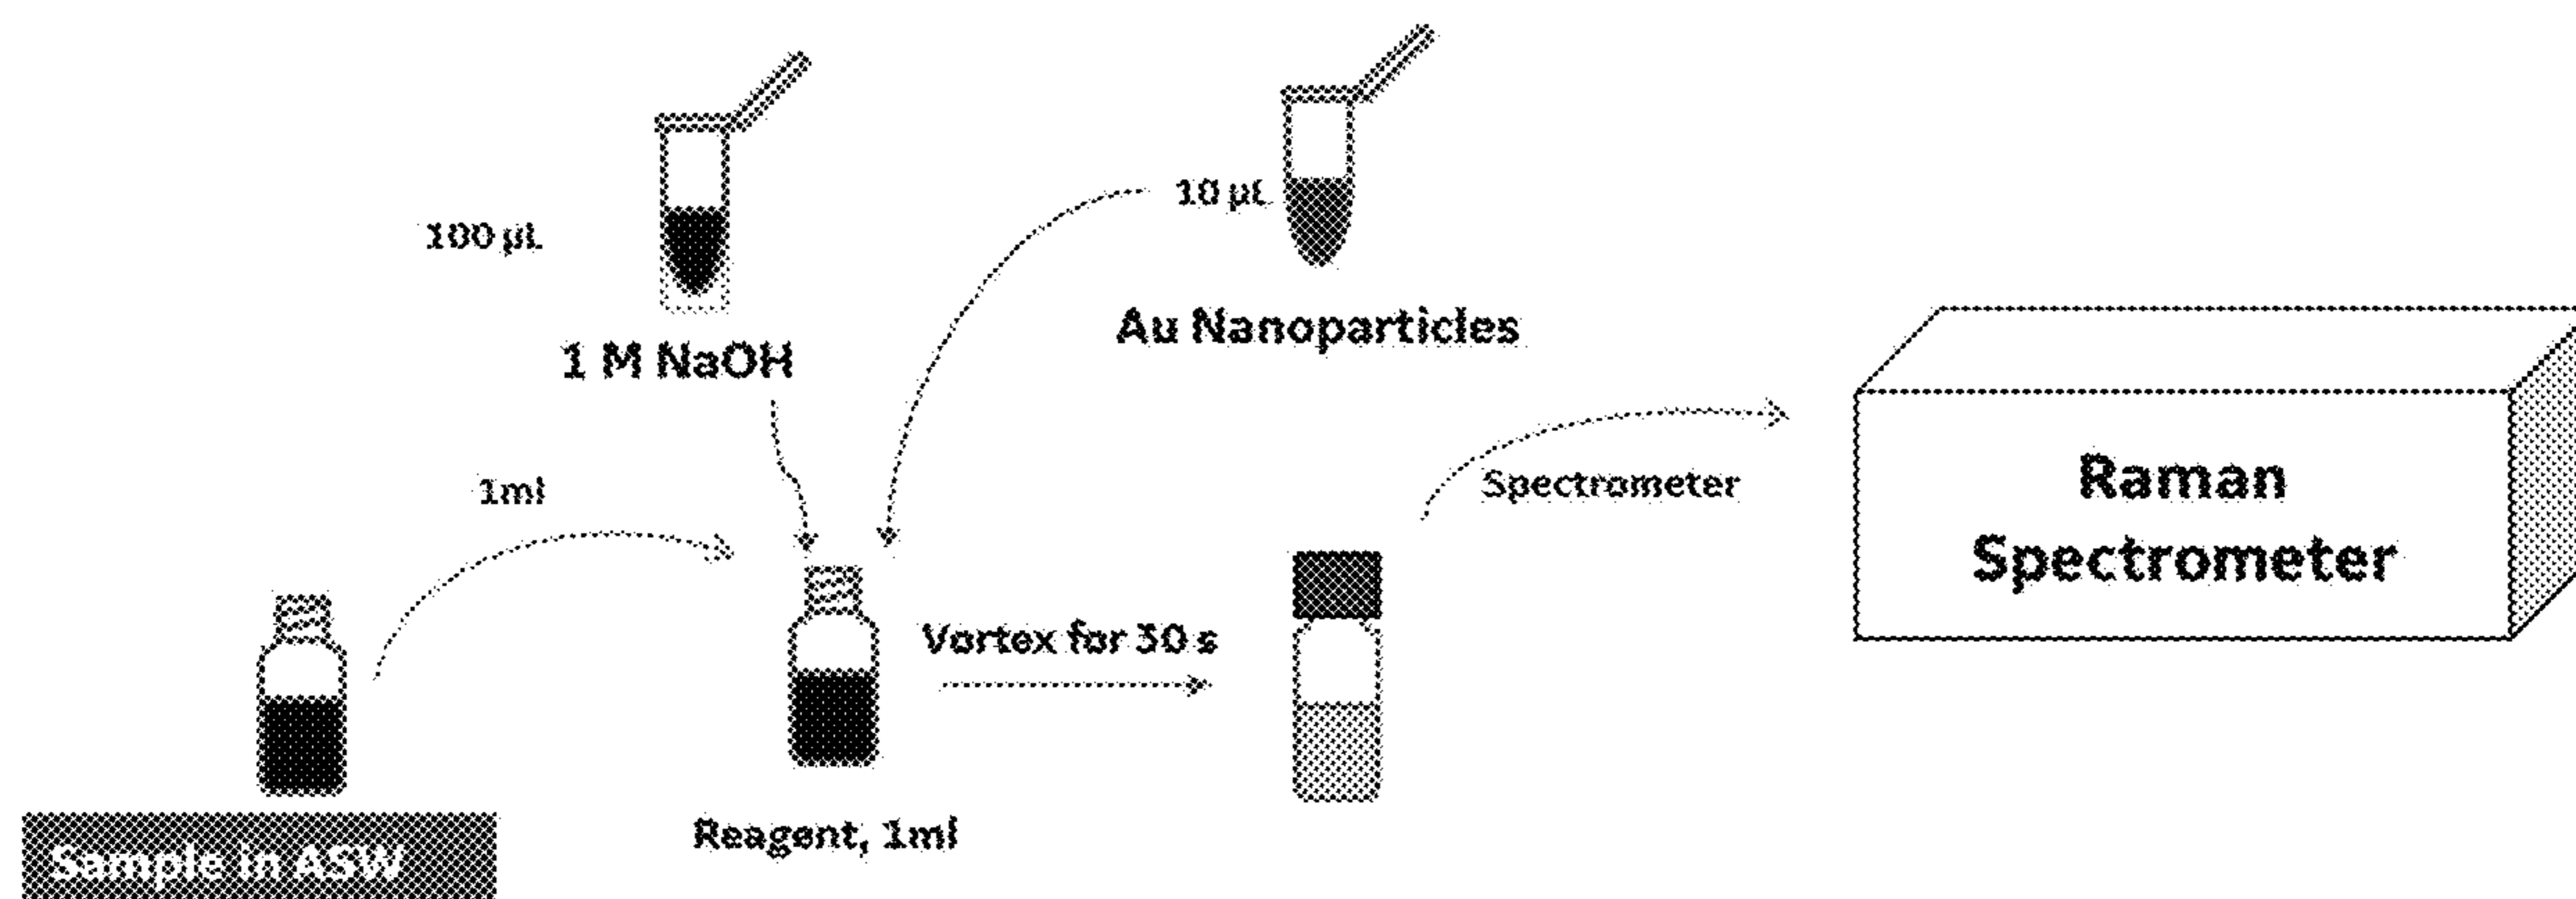 100 µL
1 M NaOH
10 µL
Au Nanoparticles
1ml
Spectrometer
Raman
Spectrometer
Vortex for 30 s
Reagent, 1ml
Sample in ASW